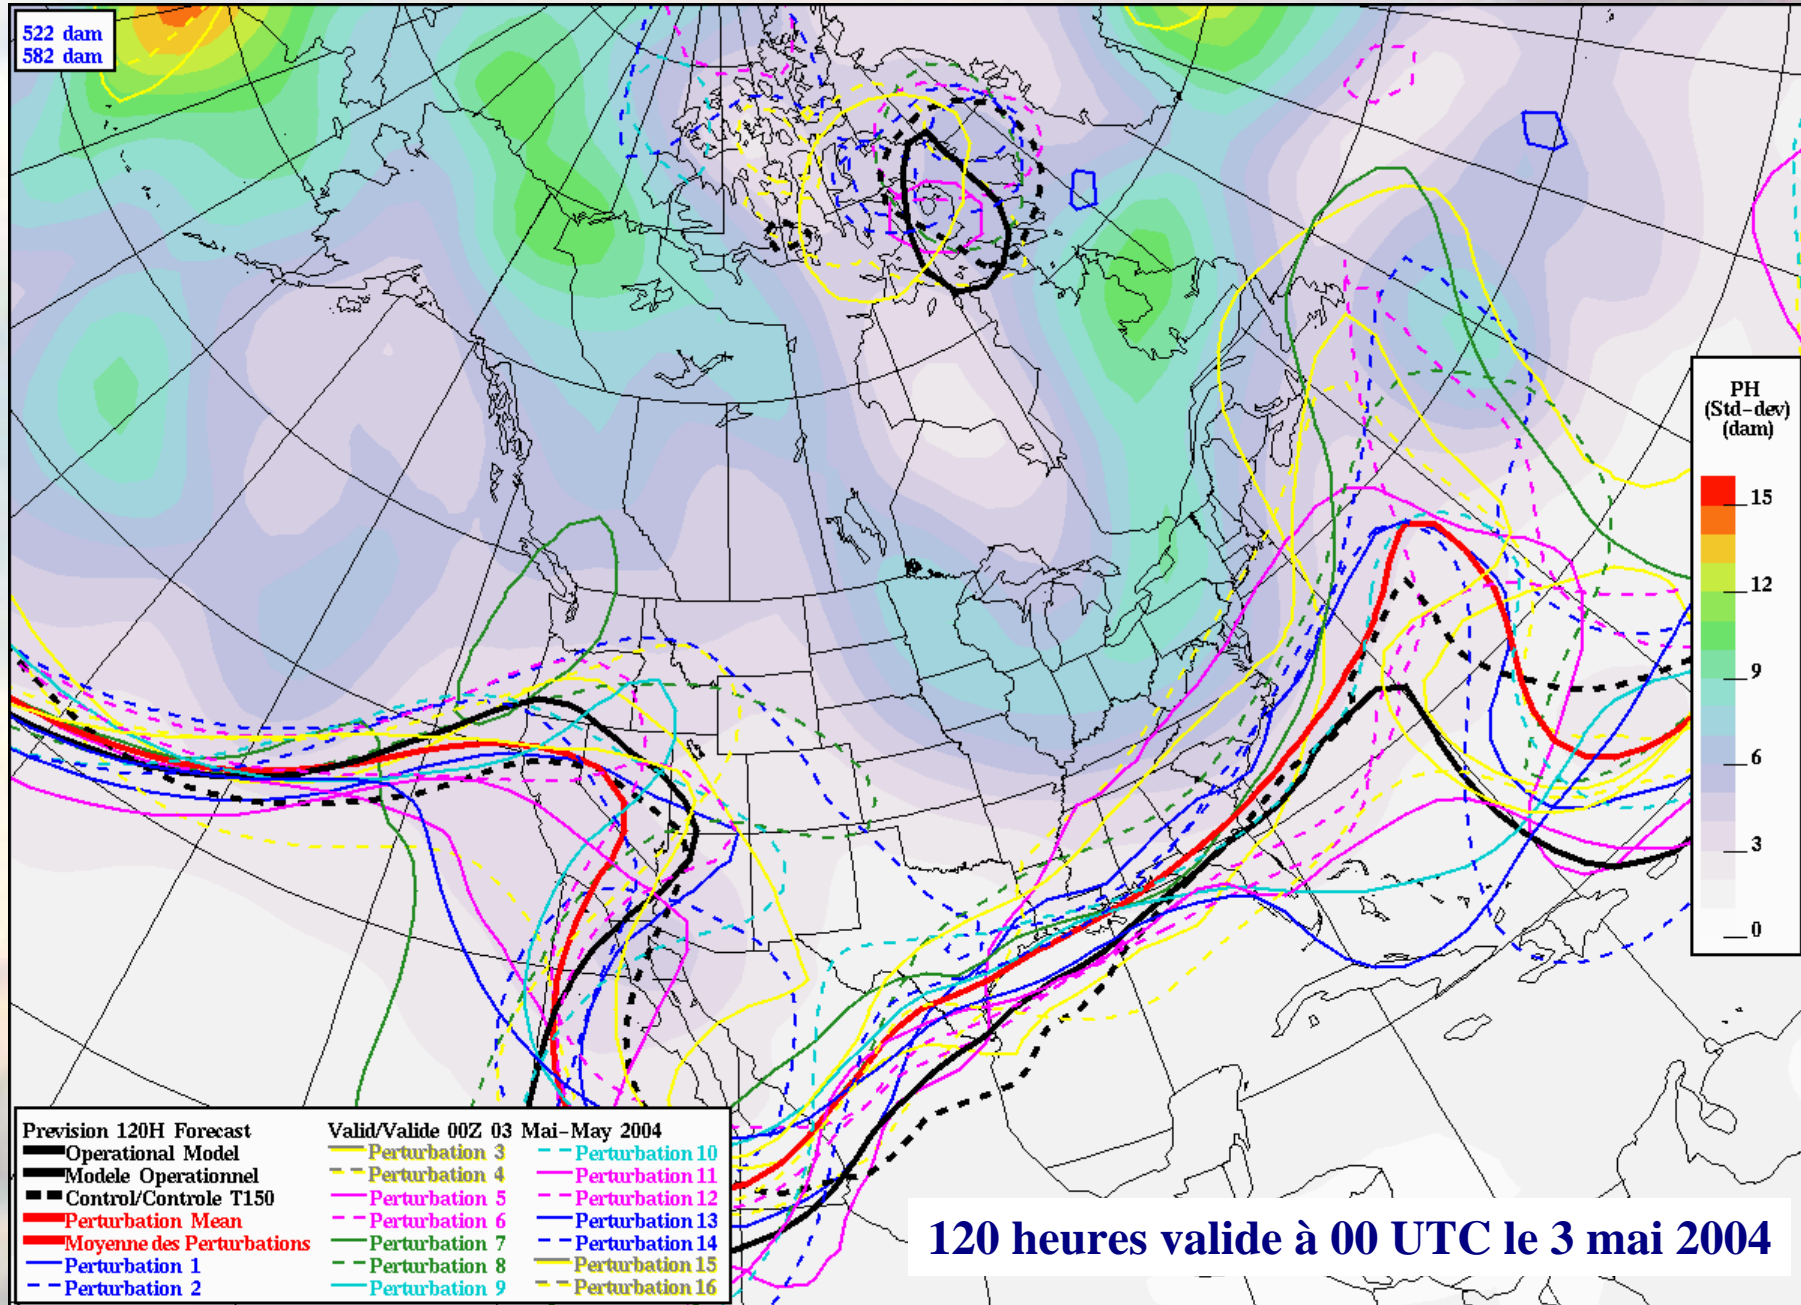 522 dam
582 dam
PH
(Std-dev)
(dam)
15
12
9
6
3
0
Prevision 120H Forecast
Valid/Valide 00Z 03 Mai-May 2004
Operational Model
Modele Operationnel
Control/Controle T150
Perturbation Mean
Moyenne des Perturbations
Perturbation 1
Perturbation 2
Perturbation 3
Perturbation 4
Perturbation 5
Perturbation 6
Perturbation 7
Perturbation 8
Perturbation 9
Perturbation 10
Perturbation 11
Perturbation 12
Perturbation 13
Perturbation 14
Perturbation 15
Perturbation 16
120 heures valide à 00 UTC le 3 mai 2004